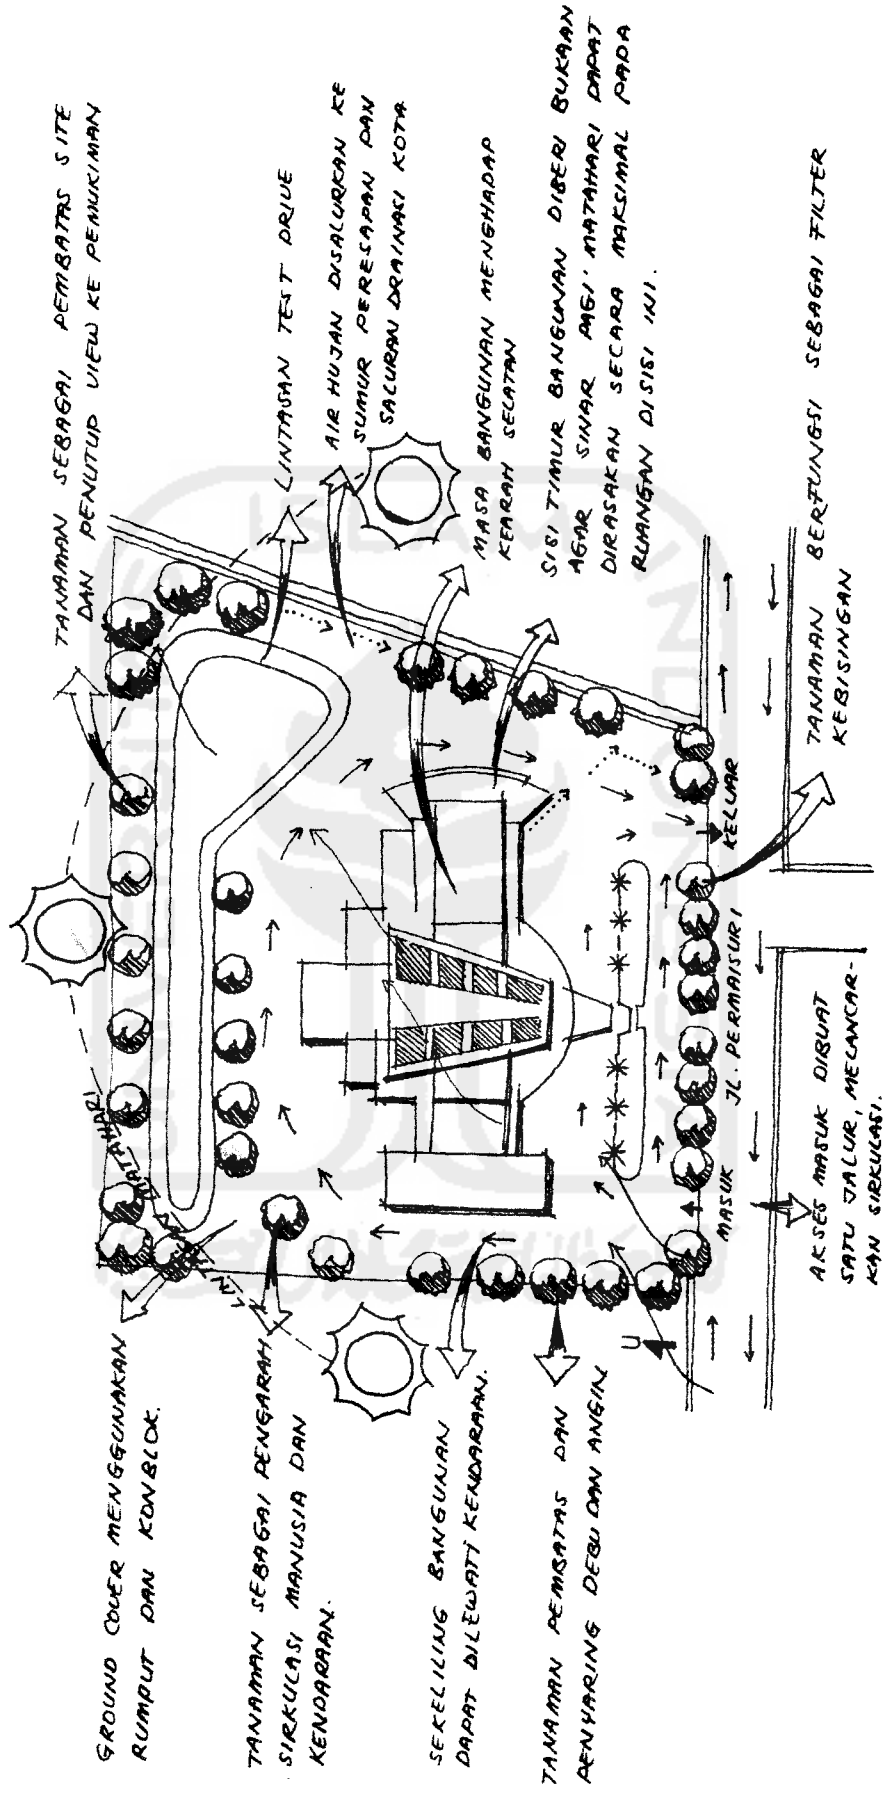 TANAMAN SEBAGAI PEMBATAS SITE
DAN PENUTUP VIEW KE PEMUKIMAN
LINTASAN TEST DRIVE
AIR HUJAN DISALURKAN KE
SUMUR PERESAPAN DAN
SALURAN DRAINASI KOTA
MASA BANGUNAN MENGHADAP
KEARAH SELATAN
SISI TIMUR BANGUNAN DIBERI BUKAAN
AGAR SINAR PAGI' MATAHARI DAPAT
DIRASAKAN SECARA MAKSIMAL PADA
RUANGAN DISISI INI.
TANAMAN BERFUNGSI SEBAGAI FILTER
KEBISINGAN
GROUND COVER MENGGUNAKAN
RUMPUT DAN KONBLOK.
TANAMAN SEBAGAI PENGARAH
SIRKULASI MANUSIA DAN
KENDARAAN.
SEKELILING BANGUNAN
DAPAT DILEWATI KENDARAAN.
TANAMAN PEMBATAS DAN
PENYARING DEBU DAN ANGIN
AKSES MASUK DIBUAT
SATU JALUR, MELANCAR-
KAN SIRKULASI.
MASUK
JL. PERMAISURI
KELUAR
U
MATAHARI
ISLAM
INDONESIA
UNIVERSITAS